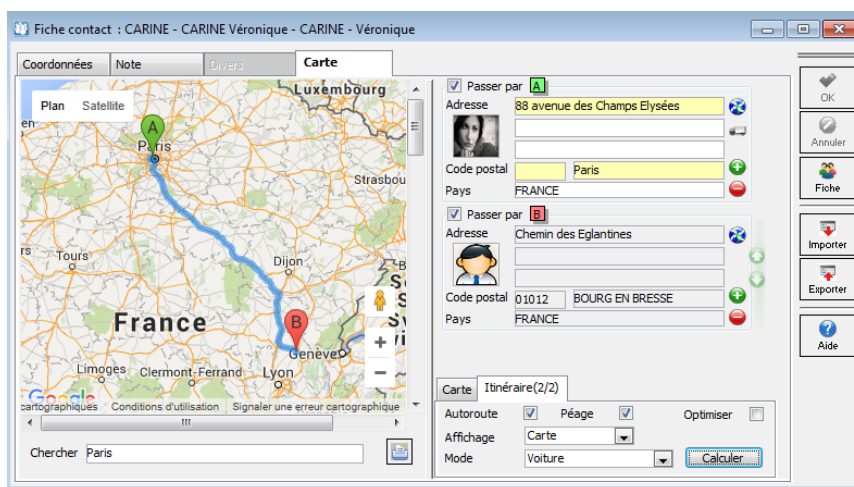 Fiche contact : CARINE - CARINE Véronique - CARINE - Véronique
Coordonnées Note Divers Carte
Plan Satellite
Luxembourg
A
Paris
Strasbou
Tours
Dijon
B
France
Genève
Limoges Clermont-Ferrand Lyon
Google
cartographiques Conditions d'utilisation Signaler une erreur cartographique
Chercher Paris
Passer par A
Adresse 88 avenue des Champs Elysées
Code postal Paris
Pays FRANCE
Passer par B
Adresse Chemin des Eglantines
Code postal 01012 BOURG EN BRESSE
Pays FRANCE
Carte Itinéraire(2/2)
Autoroute Péage Optimiser
Affichage Carte
Mode Voiture Calculer
OK
Annuler
Fiche
Importer
Exporter
Aide